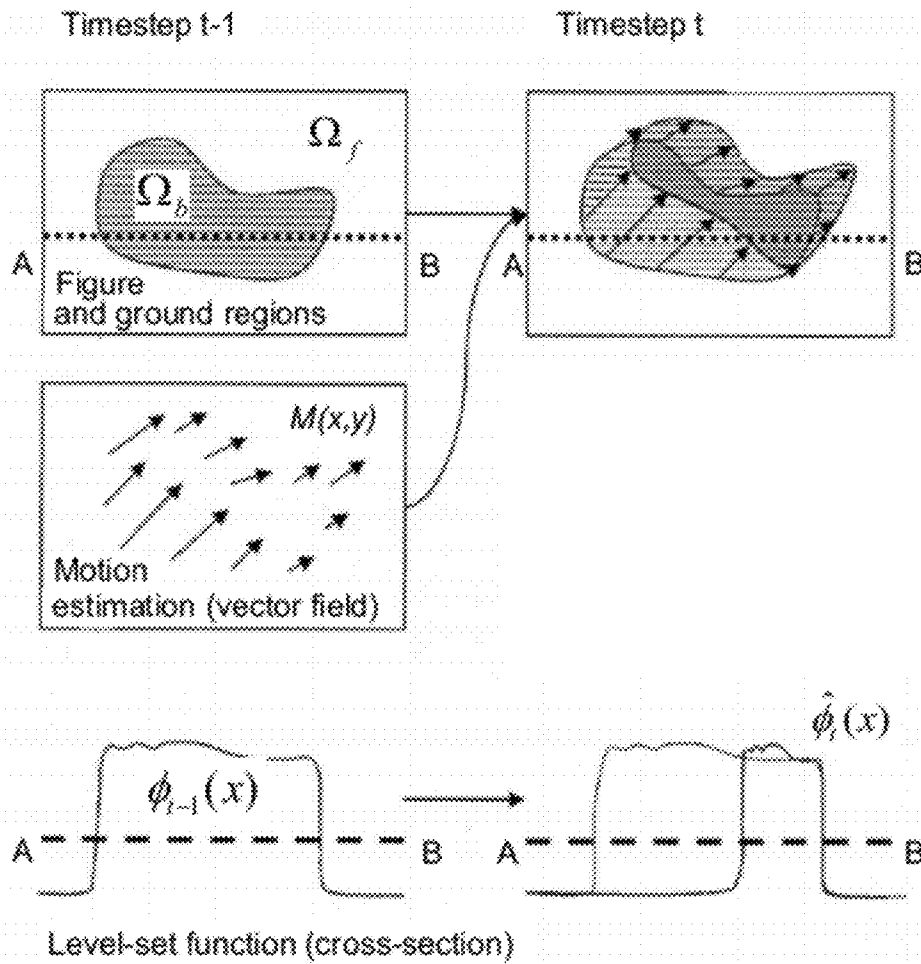 Timestep t-1
Timestep t
Ω_f
Ω_b
A
B
A
B
Figure
and ground regions
M(x,y)
Motion
estimation (vector field)
ϕ̂_t(x)
ϕ_{t-1}(x)
A
B
A
B
Level-set function (cross-section)